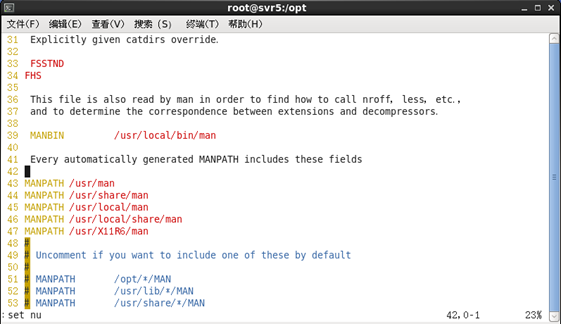 root@svr5:/opt
文件(F) 编辑(E) 查看(V) 搜索 (S) 终端(T) 帮助(H)
31 Explicitly given catdirs override.
32
33 FSSTND
34 FHS
35
36 This file is also read by man in order to find how to call nroff, less, etc.,
37 and to determine the correspondence between extensions and decompressors.
38
39 MANBIN /usr/local/bin/man
40
41 Every automatically generated MANPATH includes these fields
42
43 MANPATH /usr/man
44 MANPATH /usr/share/man
45 MANPATH /usr/local/man
46 MANPATH /usr/local/share/man
47 MANPATH /usr/X11R6/man
48 #
49 # Uncomment if you want to include one of these by default
50 #
51 # MANPATH /opt/*/MAN
52 # MANPATH /usr/lib/*/MAN
53 # MANPATH /usr/share/*/MAN
:set nu 42,0-1 23%